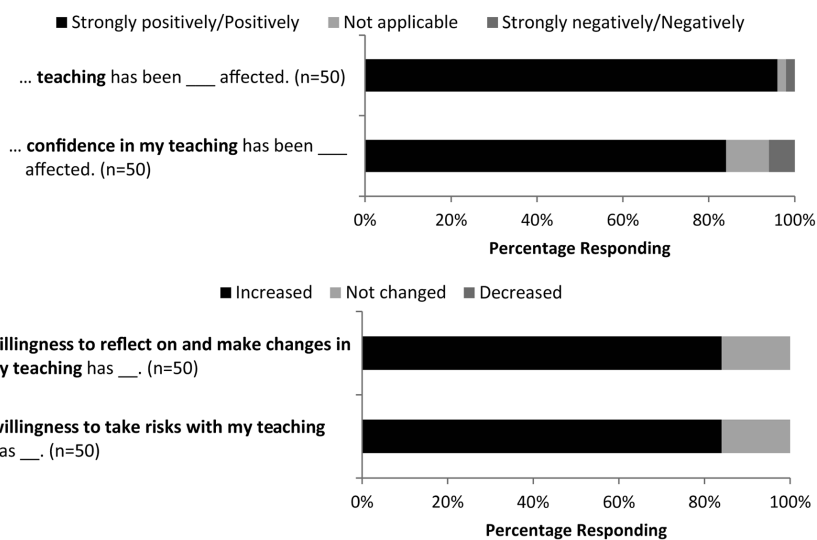 Strongly positively/Positively Not applicable Strongly negatively/Negatively
... teaching has been ___ affected. (n=50)
... confidence in my teaching has been ___
affected. (n=50)
0% 20% 40% 60% 80% 100%
Percentage Responding
Increased Not changed Decreased
illingness to reflect on and make changes in
y teaching has __. (n=50)
villingness to take risks with my teaching
as __. (n=50)
0% 20% 40% 60% 80% 100%
Percentage Responding